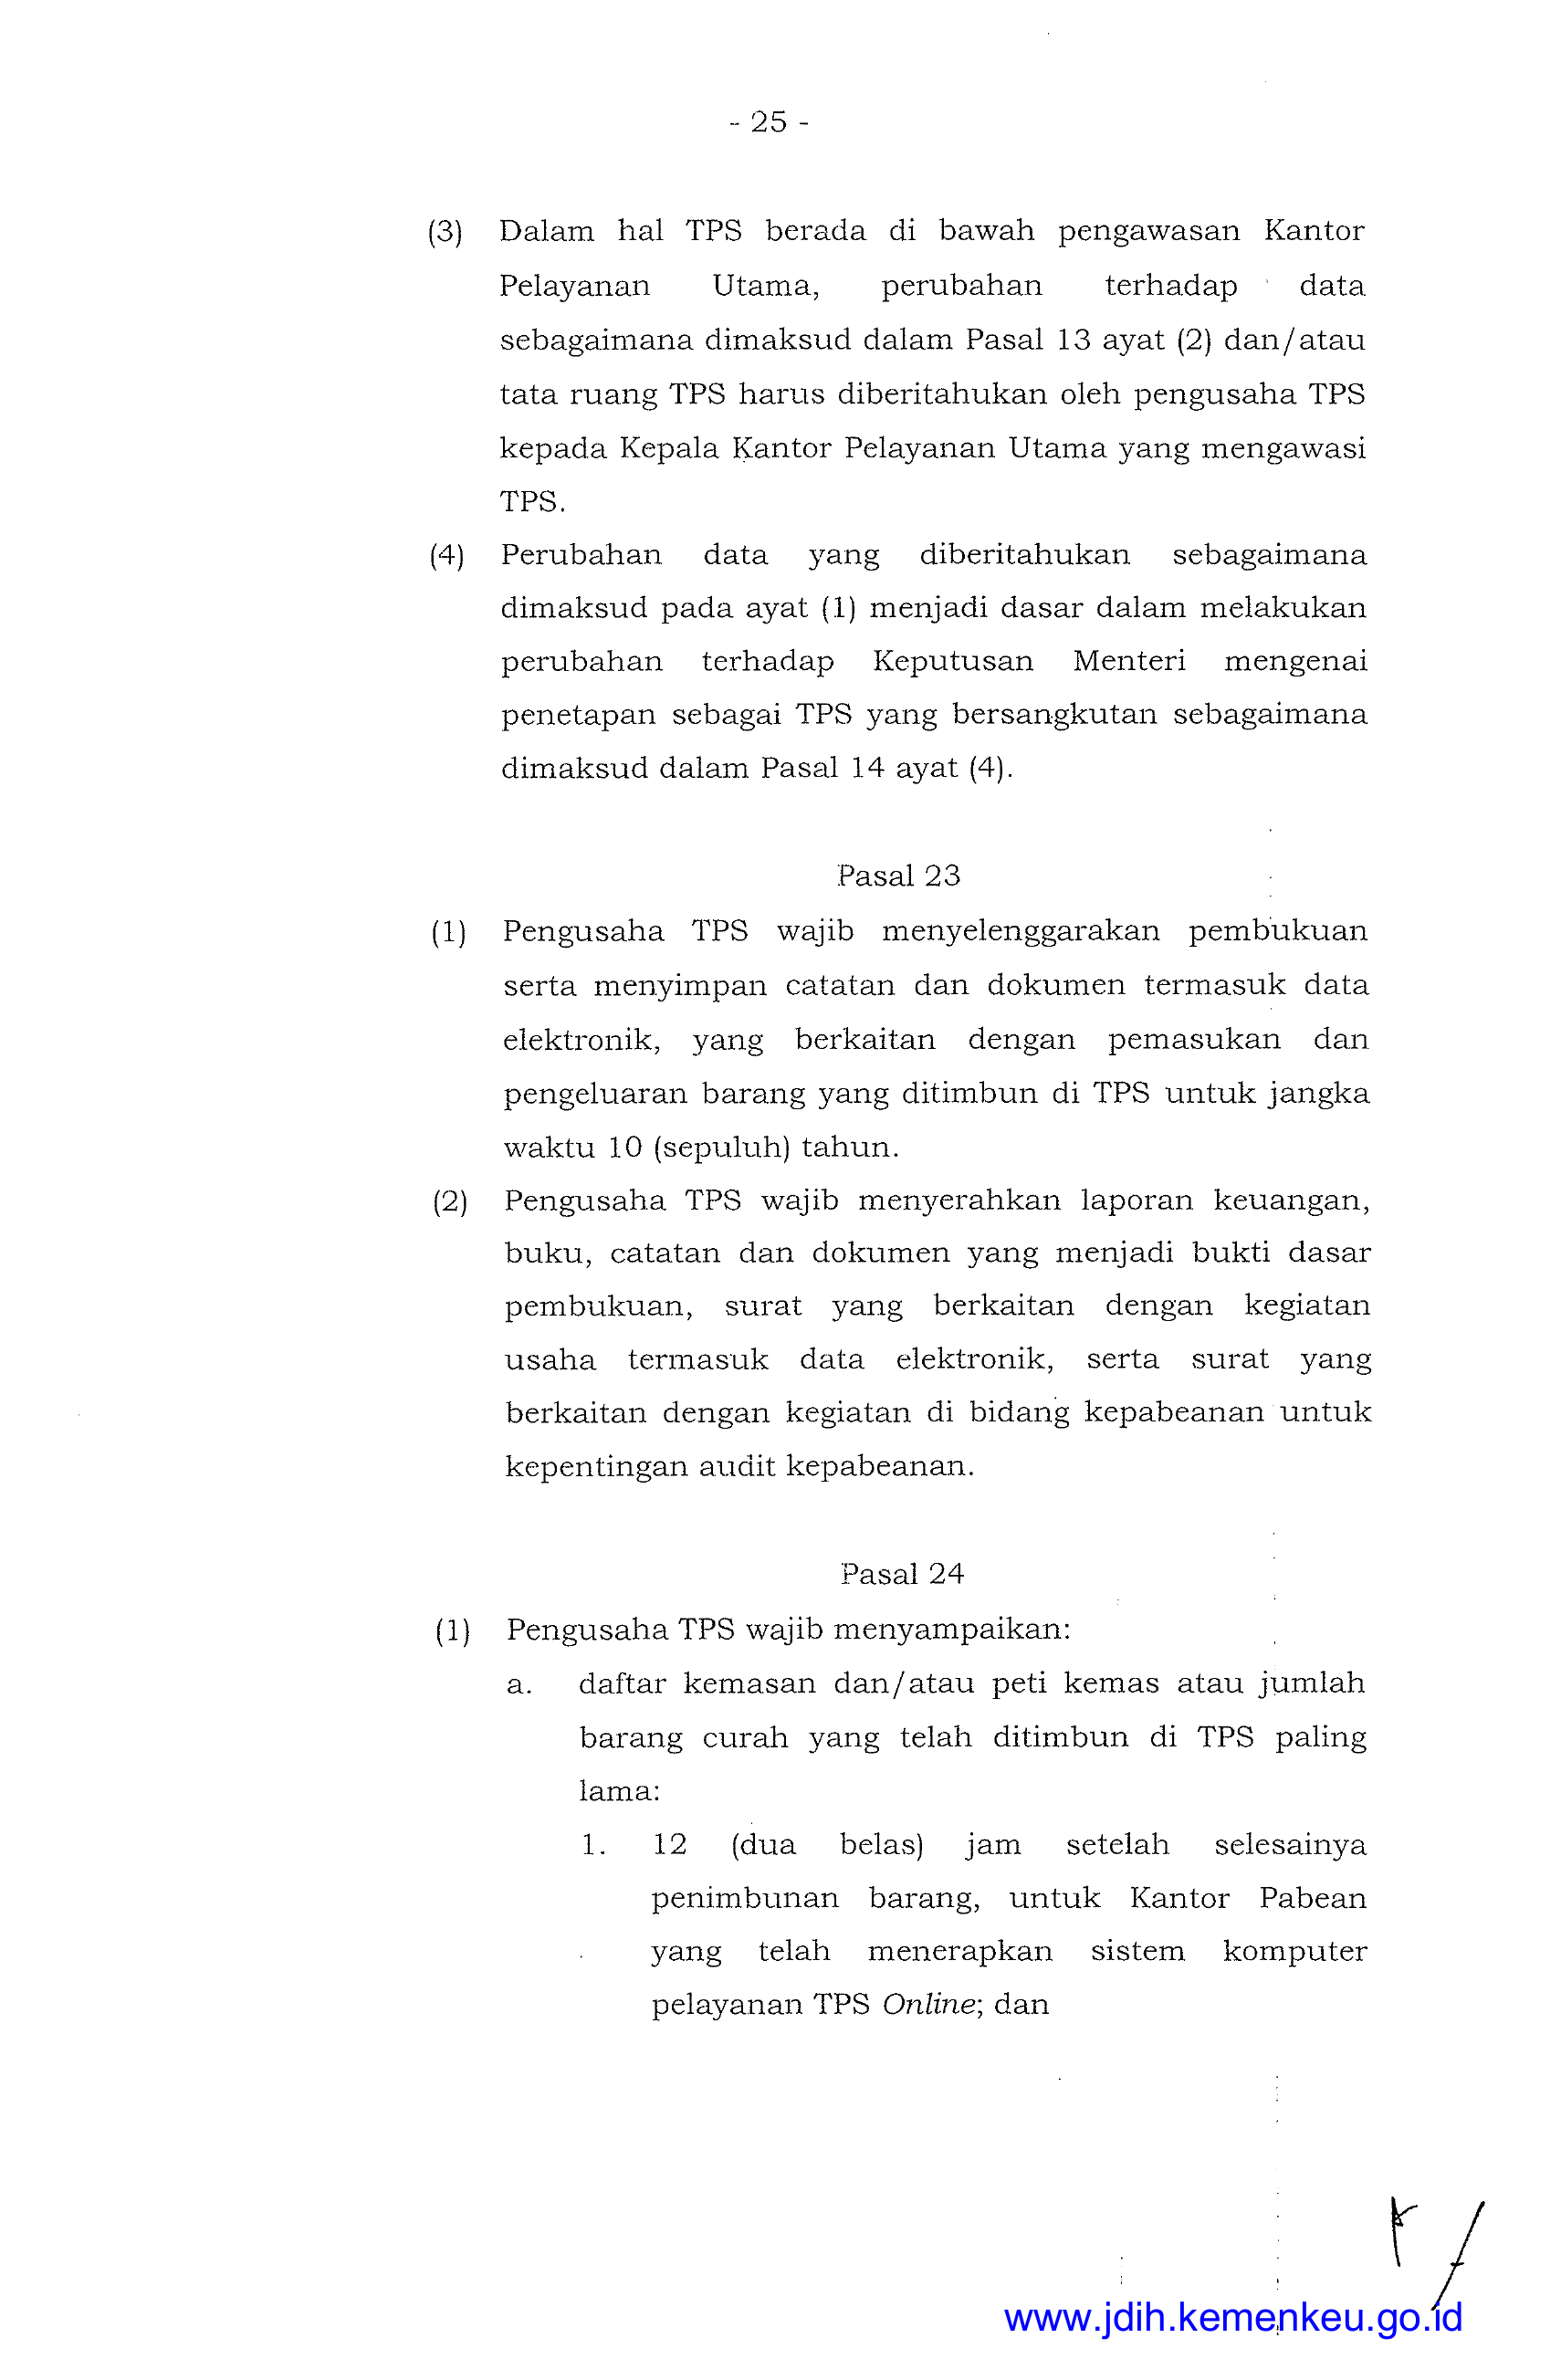 - 25 -
(3) Dalam hal TPS berada di bawah pengawasan Kantor
Pelayanan Utama, perubahan terhadap data
sebagaimana dimaksud dalam Pasal 13 ayat (2) dan/atau
tata ruang TPS harus diberitahukan oleh pengusaha TPS
kepada Kepala Kantor Pelayanan Utama yang mengawasi
TPS.
(4) Perubahan data yang diberitahukan sebagaimana
dimaksud pada ayat (1) menjadi dasar dalam melakukan
perubahan terhadap Keputusan Menteri mengenai
penetapan sebagai TPS yang bersangkutan sebagaimana
dimaksud dalam Pasal 14 ayat (4).
Pasal 23
(1) Pengusaha TPS wajib menyelenggarakan pembukuan
serta menyimpan catatan dan dokumen termasuk data
elektronik, yang berkaitan dengan pemasukan dan
pengeluaran barang yang ditimbun di TPS untuk jangka
waktu 10 (sepuluh) tahun.
(2) Pengusaha TPS wajib menyerahkan laporan keuangan,
buku, catatan dan dokumen yang menjadi bukti dasar
pembukuan, surat yang berkaitan dengan kegiatan
usaha termasuk data elektronik, serta surat yang
berkaitan dengan kegiatan di bidang kepabeanan untuk
kepentingan audit kepabeanan.
Pasal 24
(1) Pengusaha TPS wajib menyampaikan:
a. daftar kemasan dan/atau peti kemas atau jumlah
barang curah yang telah ditimbun di TPS paling
lama:
1. 12 (dua belas) jam setelah selesainya
penimbunan barang, untuk Kantor Pabean
yang telah menerapkan sistem komputer
pelayanan TPS Online; dan
www.jdih.kemenkeu.go.id